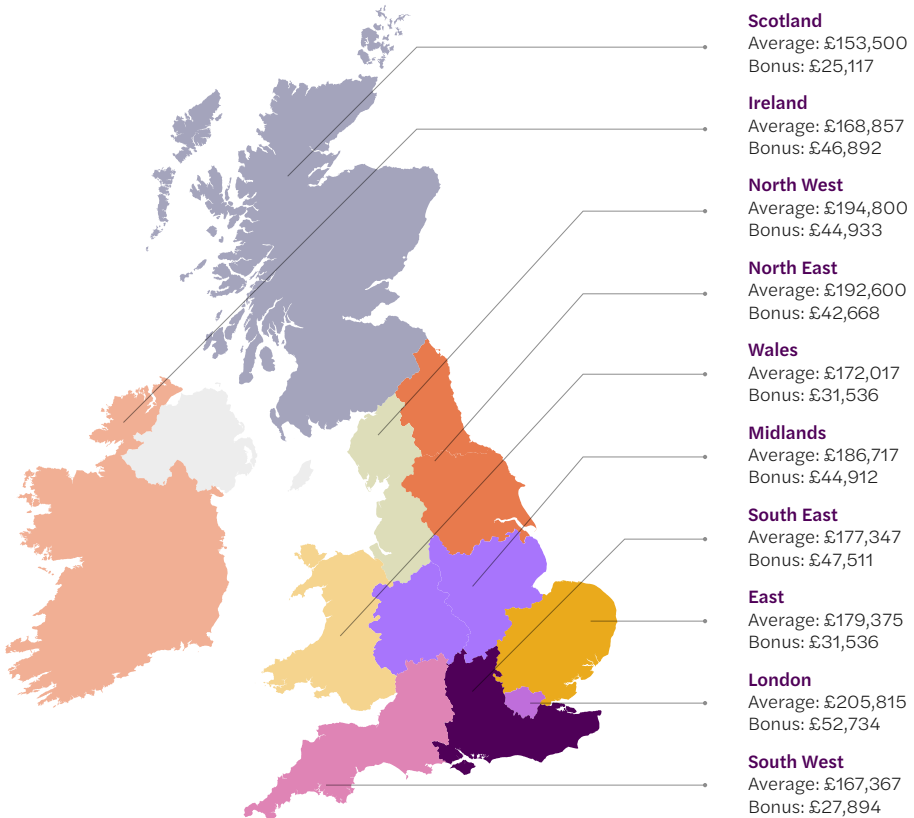 Scotland
Average: £153,500
Bonus: £25,117
Ireland
Average: £168,857
Bonus: £46,892
North West
Average: £194,800
Bonus: £44,933
North East
Average: £192,600
Bonus: £42,668
Wales
Average: £172,017
Bonus: £31,536
Midlands
Average: £186,717
Bonus: £44,912
South East
Average: £177,347
Bonus: £47,511
East
Average: £179,375
Bonus: £31,536
London
Average: £205,815
Bonus: £52,734
South West
Average: £167,367
Bonus: £27,894